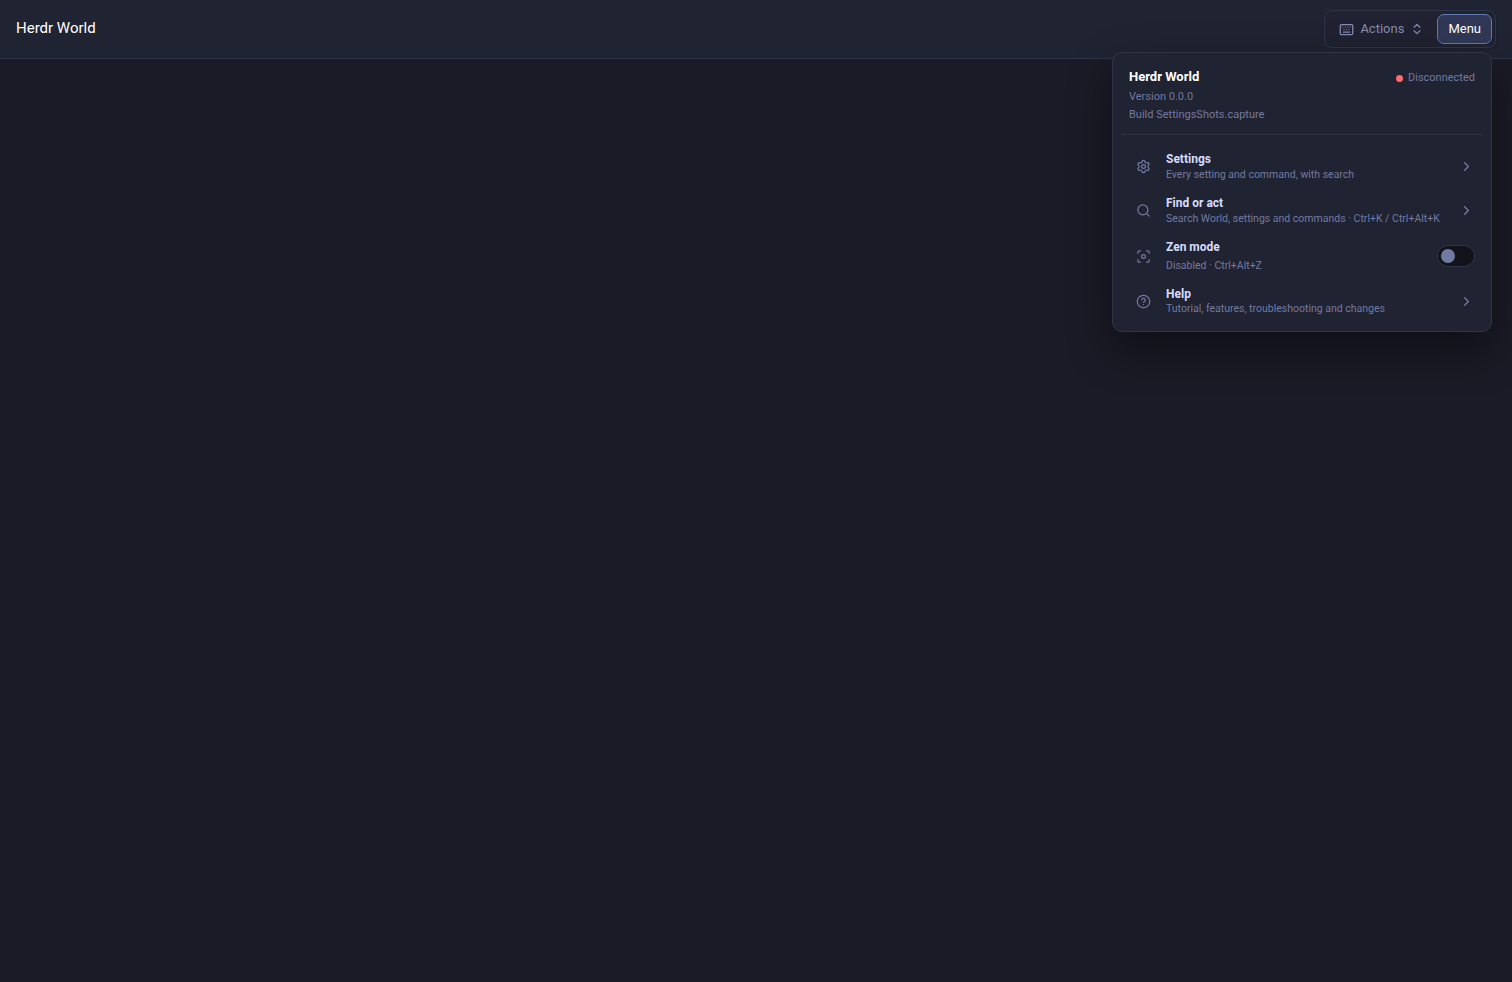 Herdr World
Actions
Menu
Herdr World
Disconnected
Version 0.0.0
Build SettingsShots.capture
Settings
Every setting and command, with search
Find or act
Search World, settings and commands · Ctrl+K / Ctrl+Alt+K
Zen mode
Disabled · Ctrl+Alt+Z
Help
Tutorial, features, troubleshooting and changes